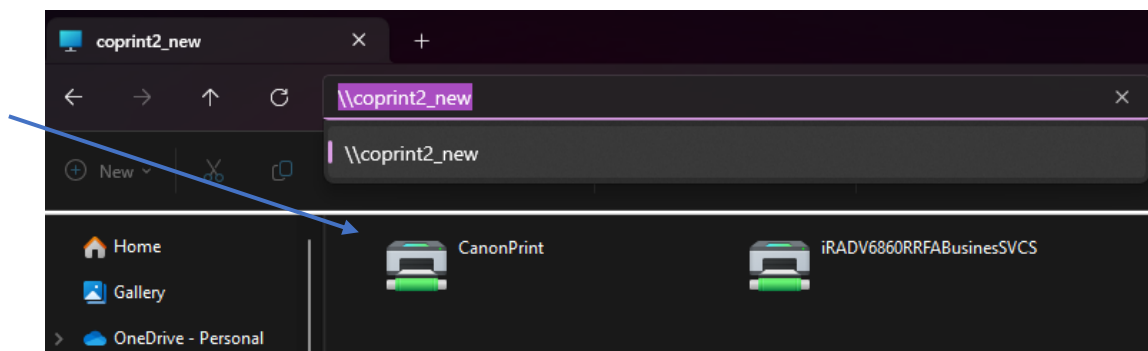 coprint2_new
\\coprint2_new
\\coprint2_new
New
Home
CanonPrint
iRADV6860RRFABusinesSVCS
Gallery
OneDrive - Personal